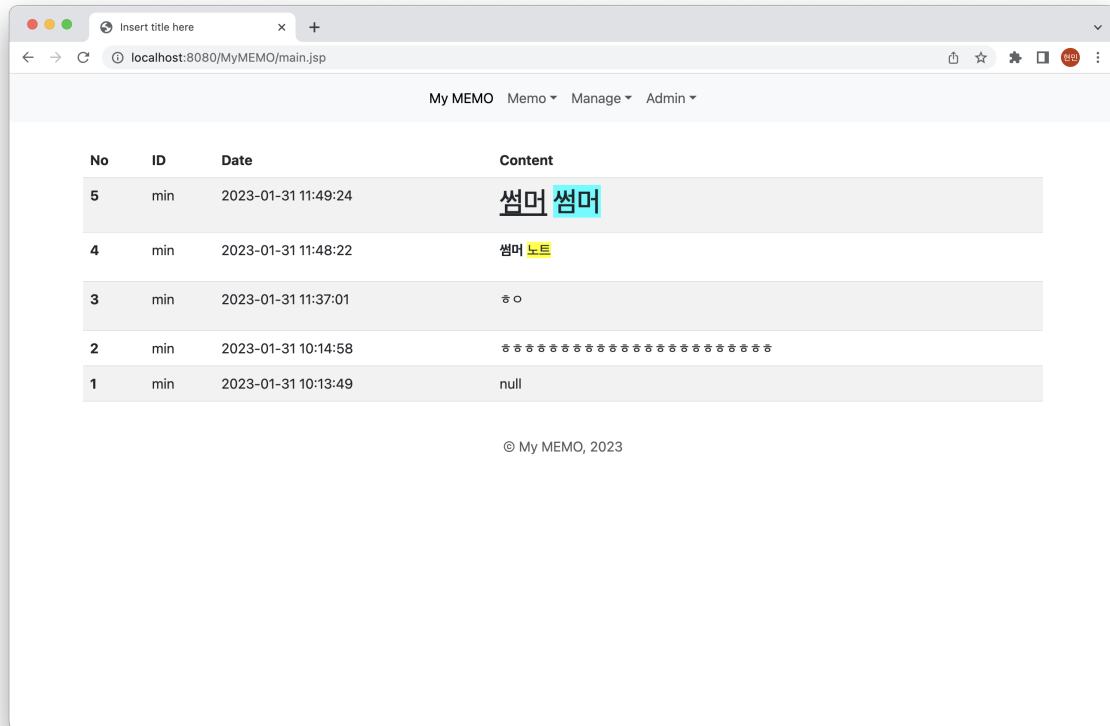 Insert title here
localhost:8080/MyMEMO/main.jsp
현민
My MEMO Memo Manage Admin
No ID Date Content
5 min 2023-01-31 11:49:24 썸머 썸머
4 min 2023-01-31 11:48:22 썸머 노트
3 min 2023-01-31 11:37:01 ㅎㅇ
2 min 2023-01-31 10:14:58 ㅎㅎㅎㅎㅎㅎㅎㅎㅎㅎㅎㅎㅎㅎㅎㅎㅎㅎㅎㅎㅎㅎㅎ
1 min 2023-01-31 10:13:49 null
© My MEMO, 2023